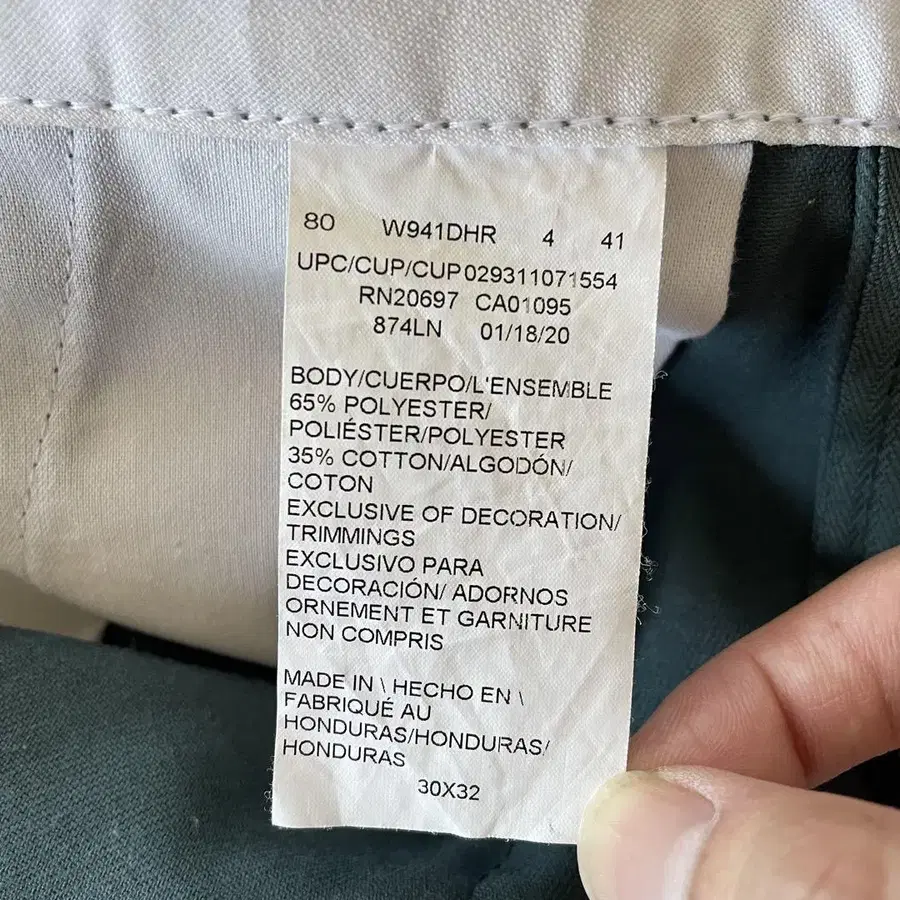 80 W941DHR 4 41
UPC/CUP/CUP 029311071554
RN20697 CA01095
874LN 01/18/20
BODY/CUERPO/L'ENSEMBLE
65% POLYESTER/
POLIÉSTER/POLYESTER
35% COTTON/ALGODÓN/
COTON
EXCLUSIVE OF DECORATION/
TRIMMINGS
EXCLUSIVO PARA
DECORACIÓN/ ADORNOS
ORNEMENT ET GARNITURE
NON COMPRIS
MADE IN \ HECHO EN \
FABRIQUÉ AU
HONDURAS/HONDURAS/
HONDURAS
30X32